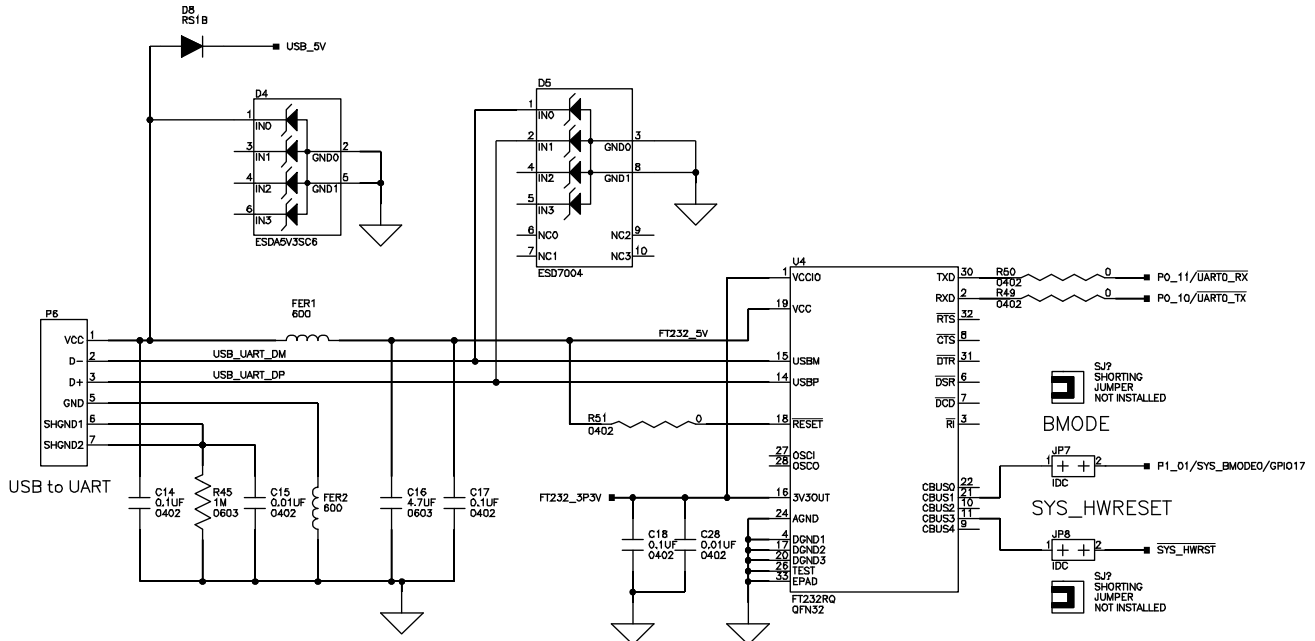 D8
RS1B
USB_5V
D4
1
IN0
3
IN1
GND0
2
4
IN2
GND1
5
6
IN3
ESDA5V3SC6
D5
1
IN0
2
IN1
GND0
3
4
IN2
GND1
8
5
IN3
6
NC0
NC2
9
7
NC1
NC3
10
ESD7004
P6
VCC 1
D- 2
D+ 3
GND 5
SHGND1 6
SHGND2 7
USB to UART
FER1
600
USB_UART_DM
USB_UART_DP
FT232_5V
R51
0
0402
C14
0.1UF
0402
R45
1M
0603
C15
0.01UF
0402
FER2
600
C16
4.7UF
0603
C17
0.1UF
0402
FT232_3P3V
C18
0.1UF
0402
C28
0.01UF
0402
U4
1 VCCIO
19 VCC
15 USBM
14 USBP
18 RESET
27 OSCI
28 OSCO
16 3V3OUT
24 AGND
4 DGND1
17 DGND2
20 DGND3
26 TEST
33 EPAD
TXD 30
RXD 2
RTS 32
CTS 8
DTR 31
DSR 6
DCD 7
RI 3
CBUS0 22
CBUS1 21
CBUS2 10
CBUS3 11
CBUS4 9
FT232RQ
QFN32
R50
0
0402
P0_11/UART0_RX
R49
0
0402
P0_10/UART0_TX
SJ?
SHORTING
JUMPER
NOT INSTALLED
BMODE
JP7
1
2
IDC
P1_01/SYS_BMODE0/GPIO17
SYS_HWRESET
JP8
1
2
IDC
SYS_HWRST
SJ?
SHORTING
JUMPER
NOT INSTALLED